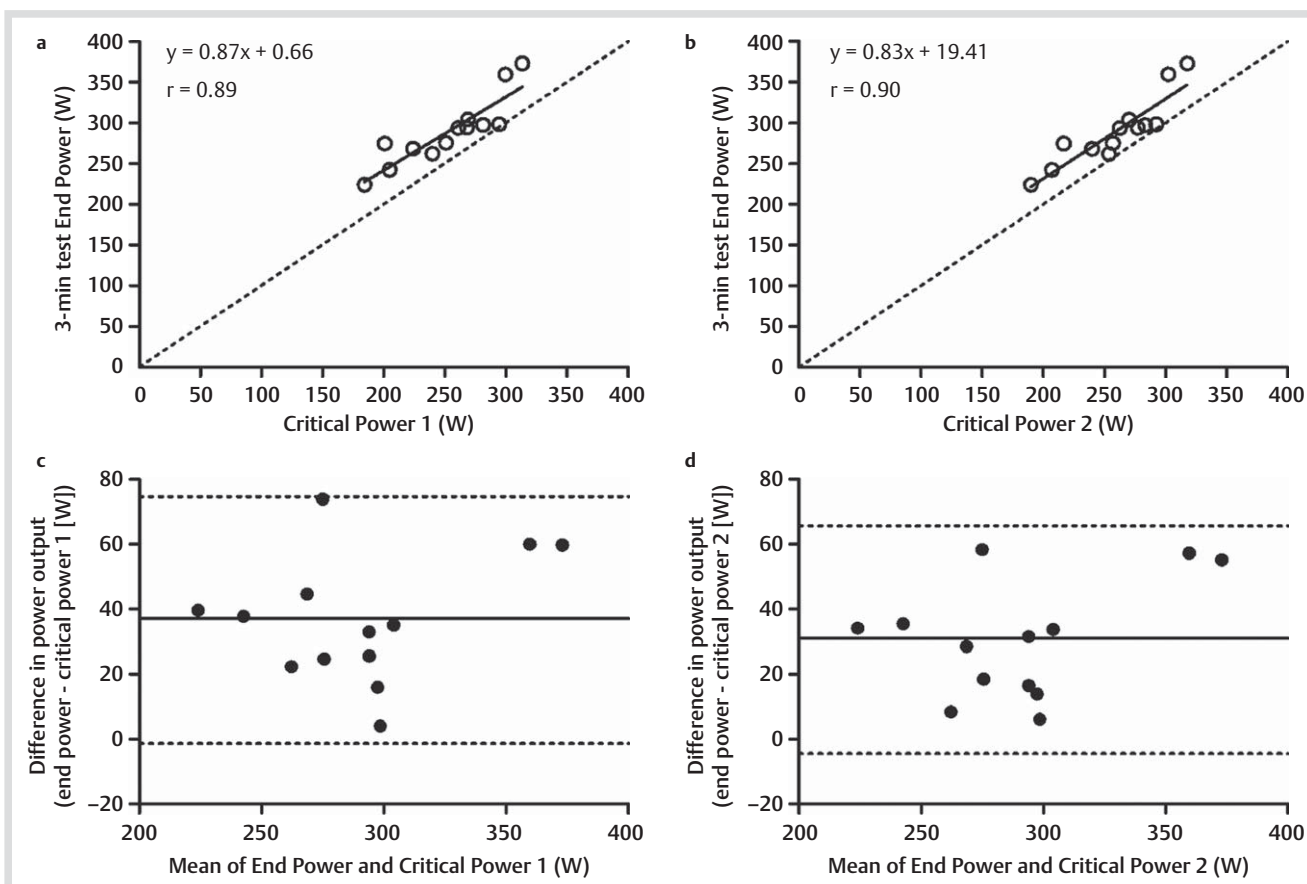 a
y = 0.87x + 0.66
r = 0.89
3-min test End Power (W)
400
350
300
250
200
150
100
50
0
0 50 100 150 200 250 300 350 400
Critical Power 1 (W)
b
y = 0.83x + 19.41
r = 0.90
3-min test End Power (W)
400
350
300
250
200
150
100
50
0
0 50 100 150 200 250 300 350 400
Critical Power 2 (W)
c
Difference in power output
(end power - critical power 1 [W])
80
60
40
20
0
–20
200 250 300 350 400
Mean of End Power and Critical Power 1 (W)
d
Difference in power output
(end power - critical power 2 [W])
80
60
40
20
0
–20
200 250 300 350 400
Mean of End Power and Critical Power 2 (W)